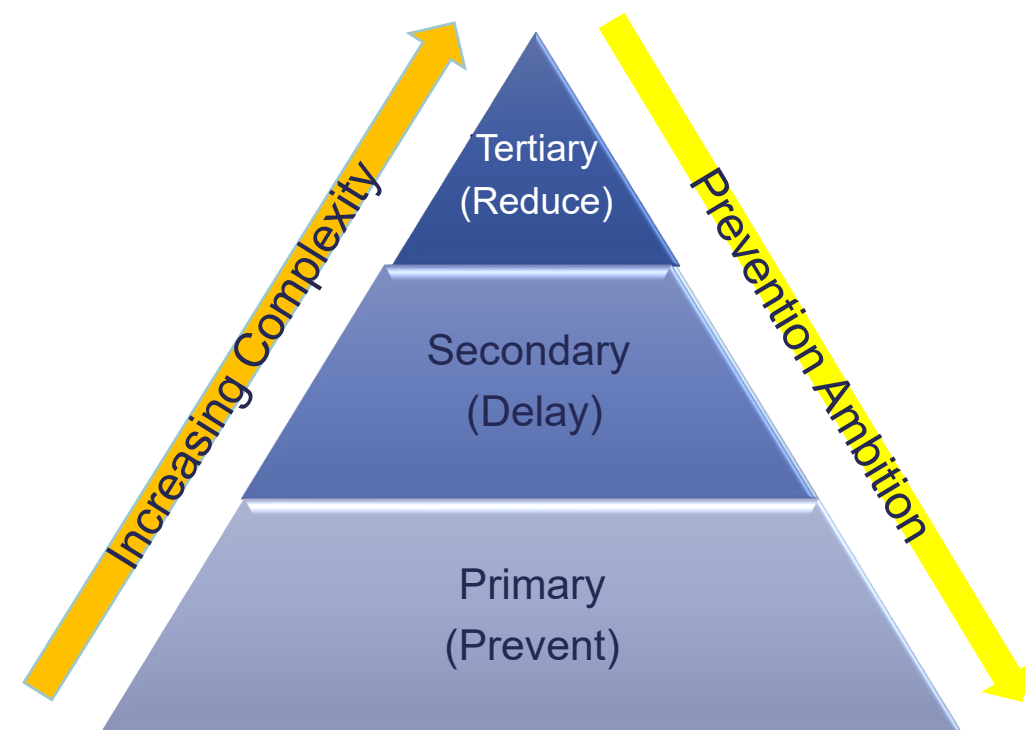 Tertiary
(Reduce)
Increasing Complexity
Prevention Ambition
Secondary
(Delay)
Primary
(Prevent)